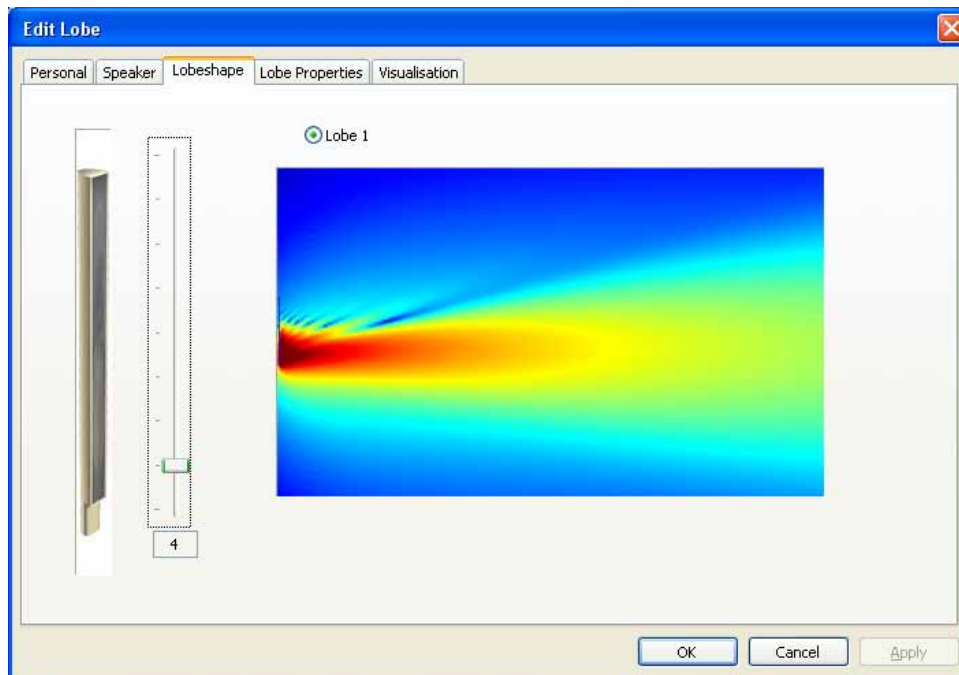 Edit Lobe
Personal Speaker Lobeshape Lobe Properties Visualisation
Lobe 1
4
OK Cancel Apply